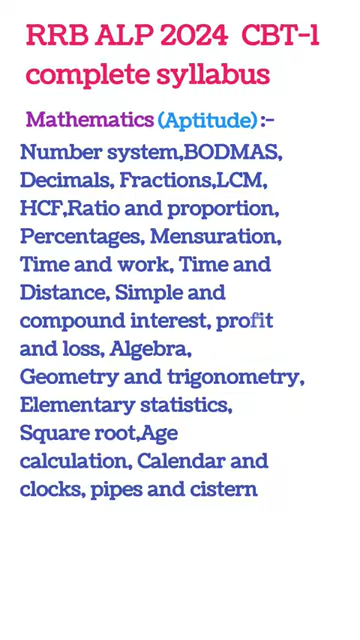 RRB ALP 2024 CBT-1
complete syllabus
Mathematics (Aptitude) :-
Number system,BODMAS,
Decimals, Fractions,LCM,
HCF,Ratio and proportion,
Percentages, Mensuration,
Time and work, Time and
Distance, Simple and
compound interest, profit
and loss, Algebra,
Geometry and trigonometry,
Elementary statistics,
Square root,Age
calculation, Calendar and
clocks, pipes and cistern